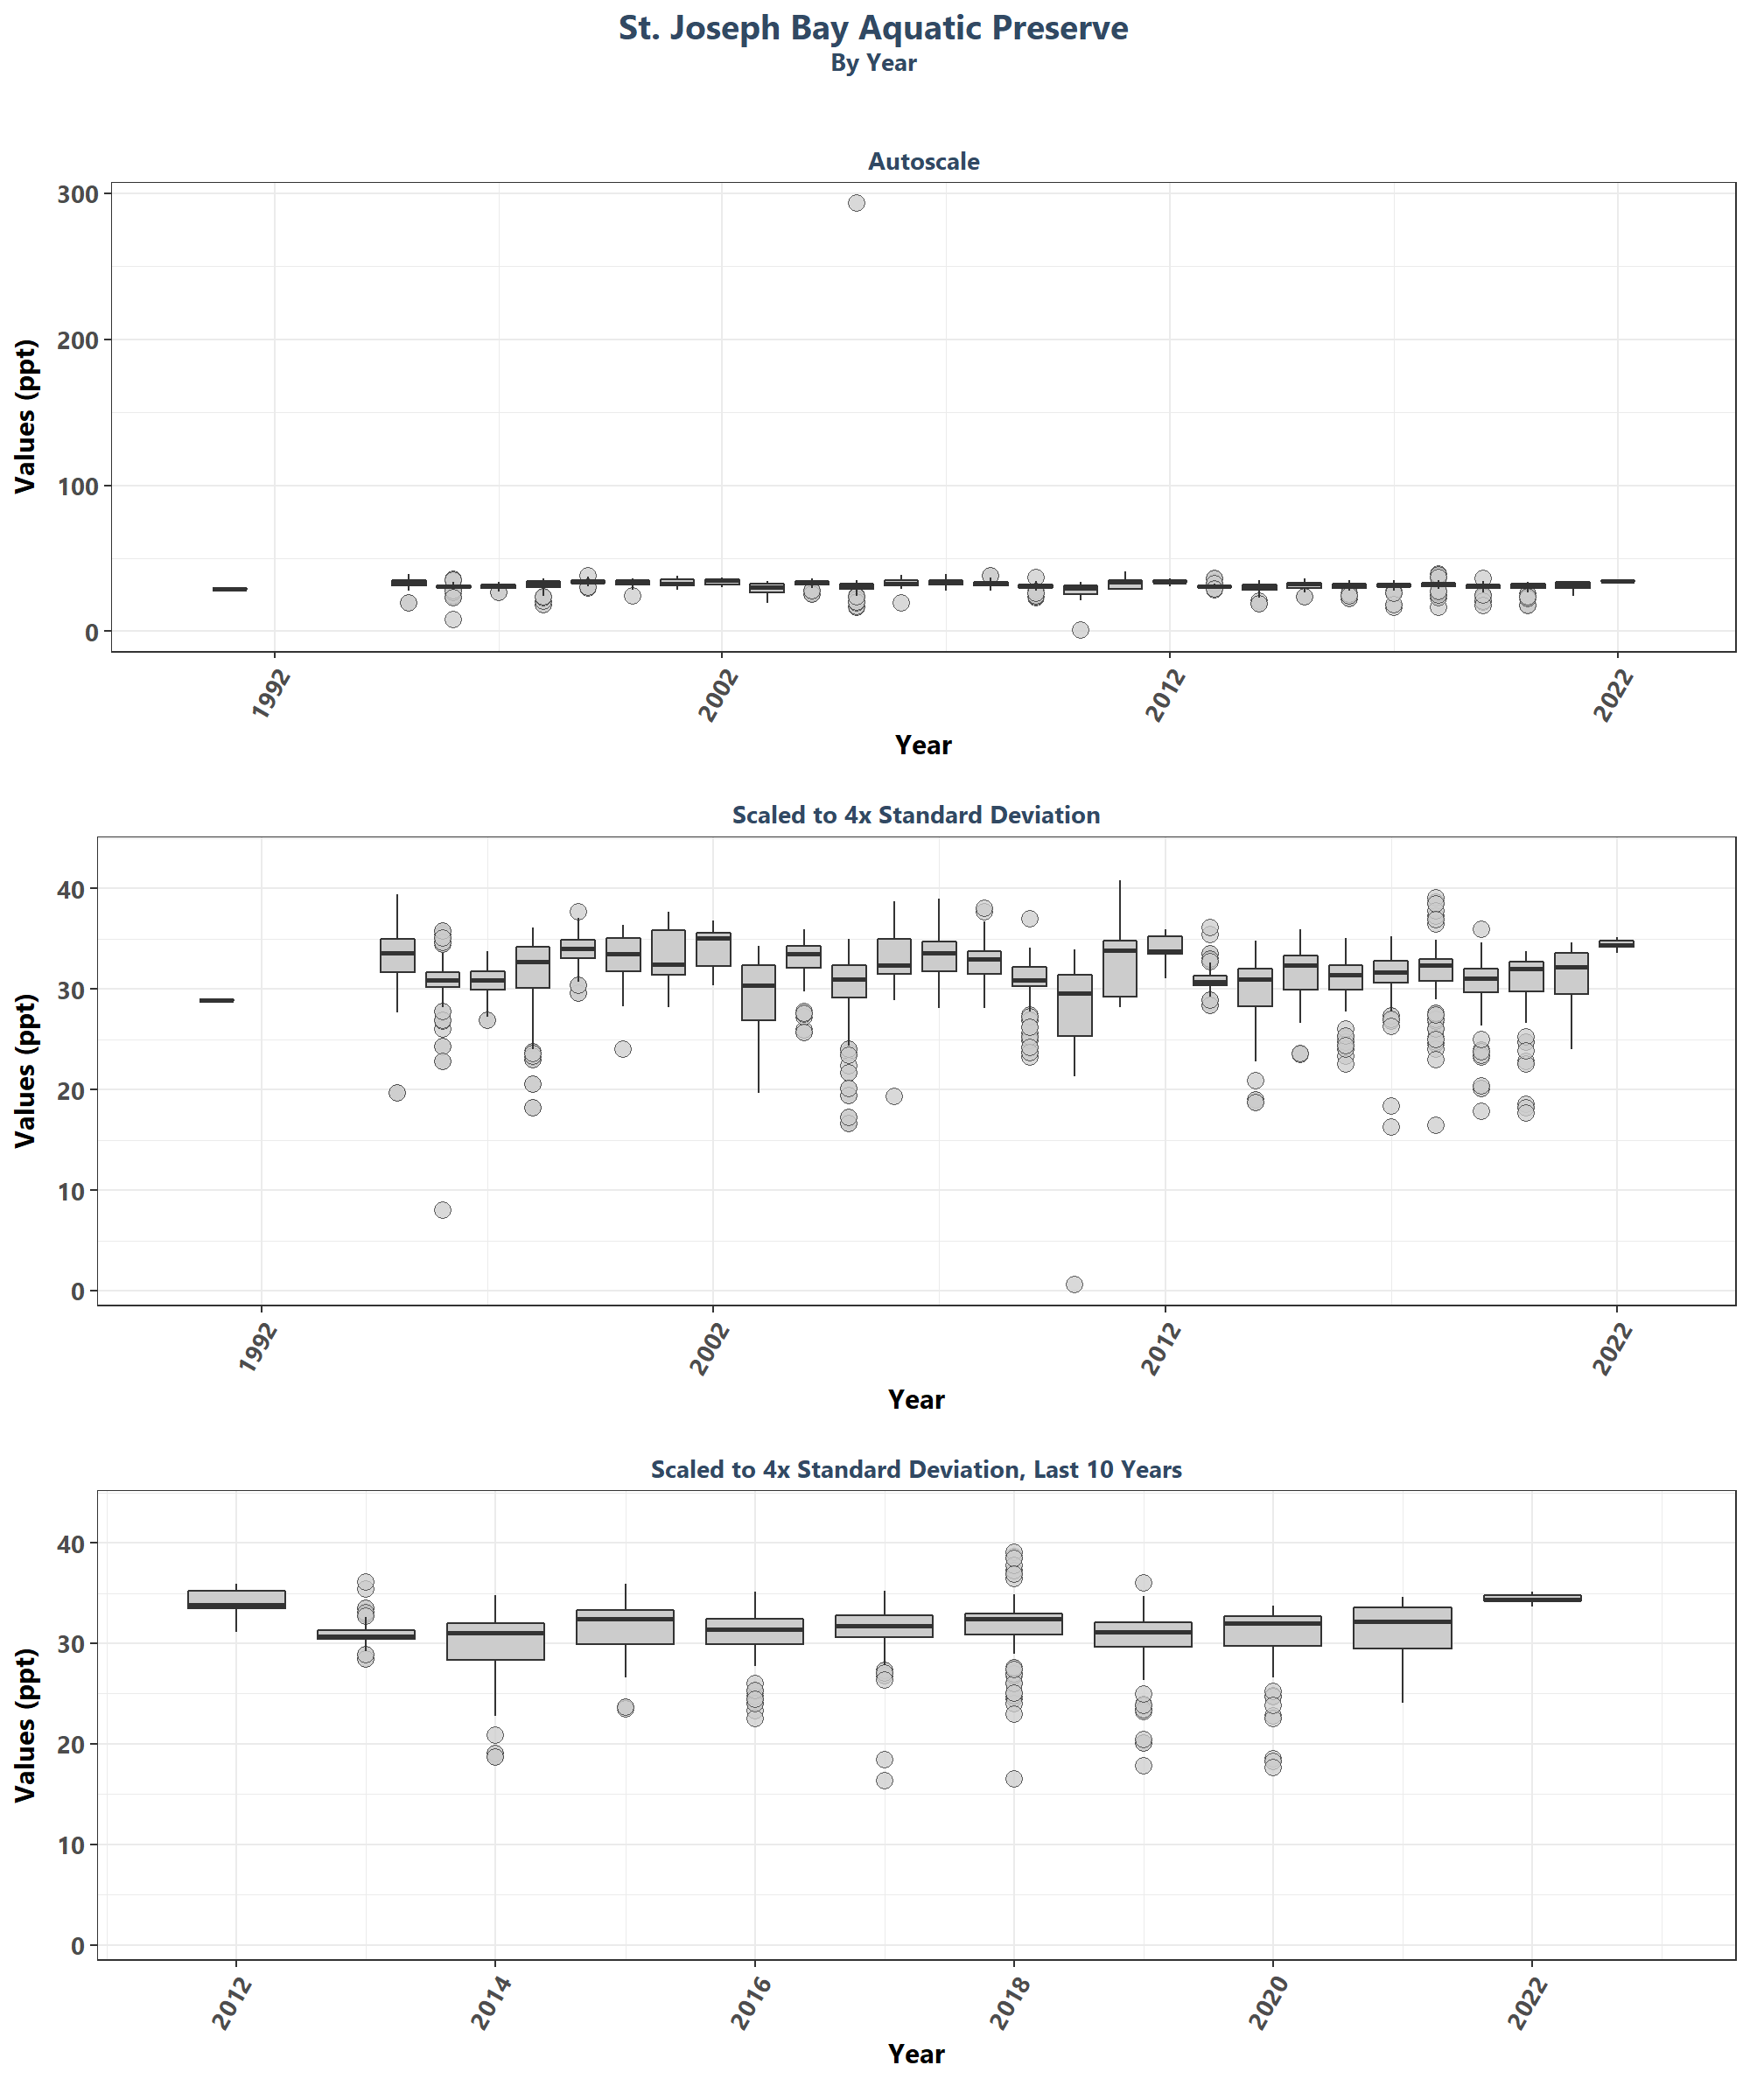 St. Joseph Bay Aquatic Preserve
By Year
Autoscale
Values (ppt)
300
200
100
0
1992
2002
2012
2022
Year
Scaled to 4x Standard Deviation
Values (ppt)
40
30
20
10
0
1992
2002
2012
2022
Year
Scaled to 4x Standard Deviation, Last 10 Years
Values (ppt)
40
30
20
10
0
2012
2014
2016
2018
2020
2022
Year